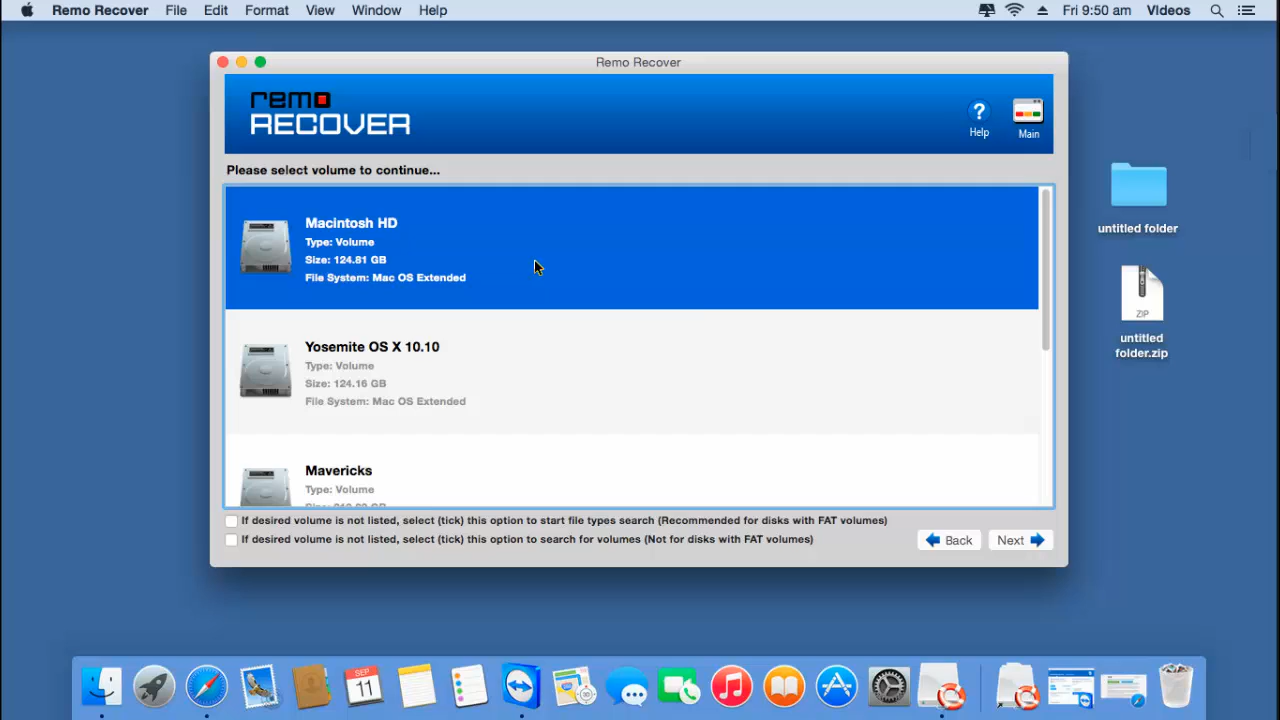 Remo Recover File Edit Format View Window Help Fri 9:50 am VIdeos
Remo Recover
remo
RECOVER
Help Main
Please select volume to continue...
Macintosh HD
Type: Volume
Size: 124.81 GB
File System: Mac OS Extended
Yosemite OS X 10.10
Type: Volume
Size: 124.16 GB
File System: Mac OS Extended
Mavericks
Type: Volume
If desired volume is not listed, select (tick) this option to start file types search (Recommended for disks with FAT volumes)
If desired volume is not listed, select (tick) this option to search for volumes (Not for disks with FAT volumes)
Back Next
untitled folder
ZIP
untitled
folder.zip
SEP
11